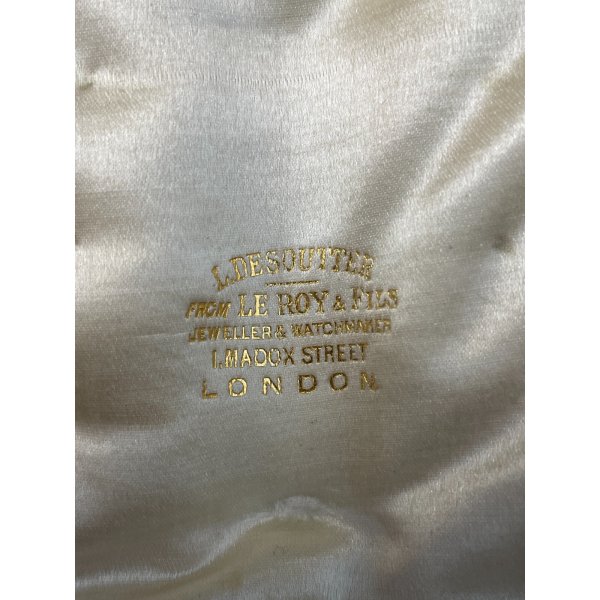 L.DESOUTTER
FROM LE ROY & FILS
JEWELLER & WATCHMAKER
1.MADOX STREET
LONDON.